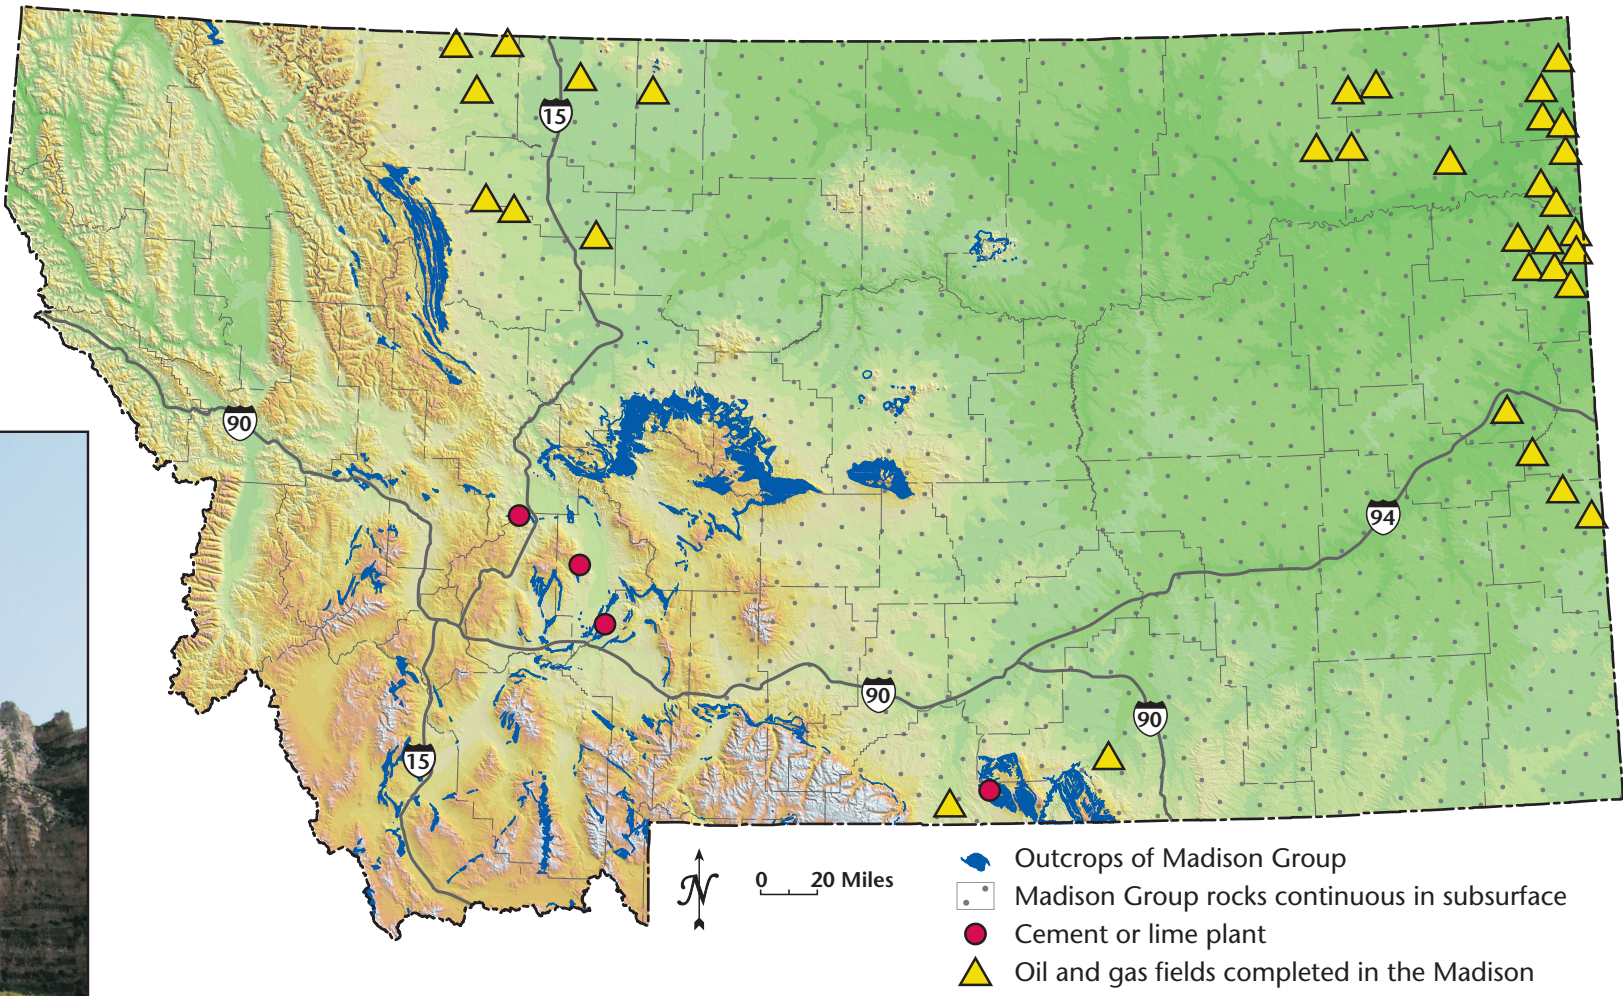 15
90
94
90
90
15
N
0 20 Miles
Outcrops of Madison Group
Madison Group rocks continuous in subsurface
Cement or lime plant
Oil and gas fields completed in the Madison